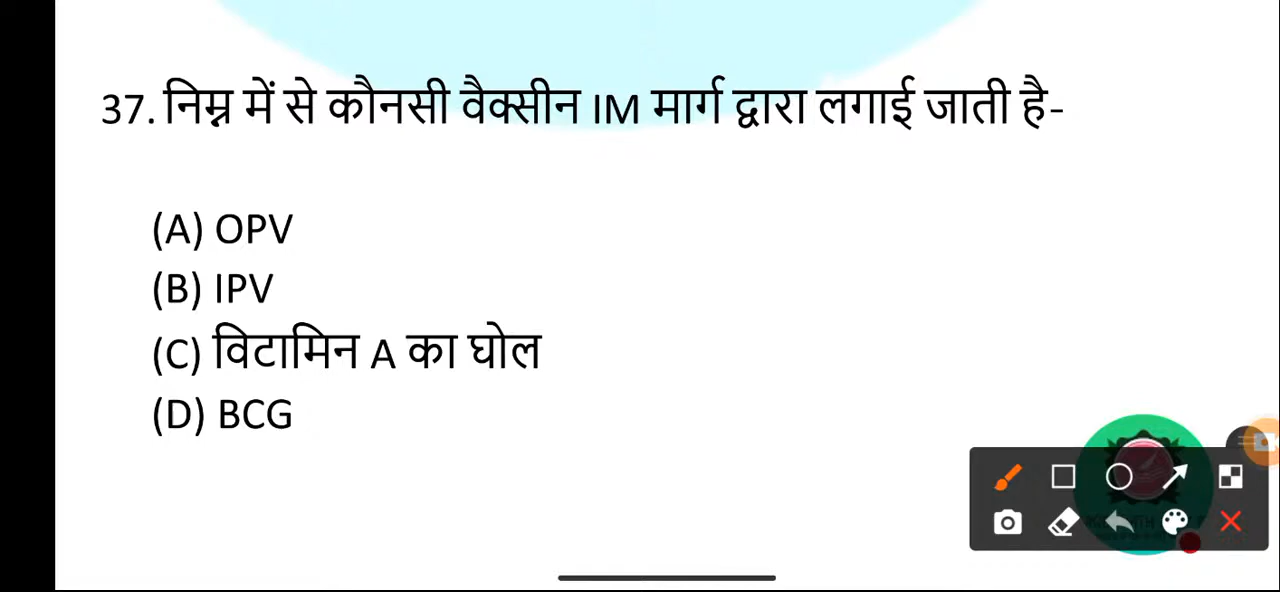 37. निम्न में से कौनसी वैक्सीन IM मार्ग द्वारा लगाई जाती है-
(A) OPV
(B) IPV
(C) विटामिन A का घोल
(D) BCG